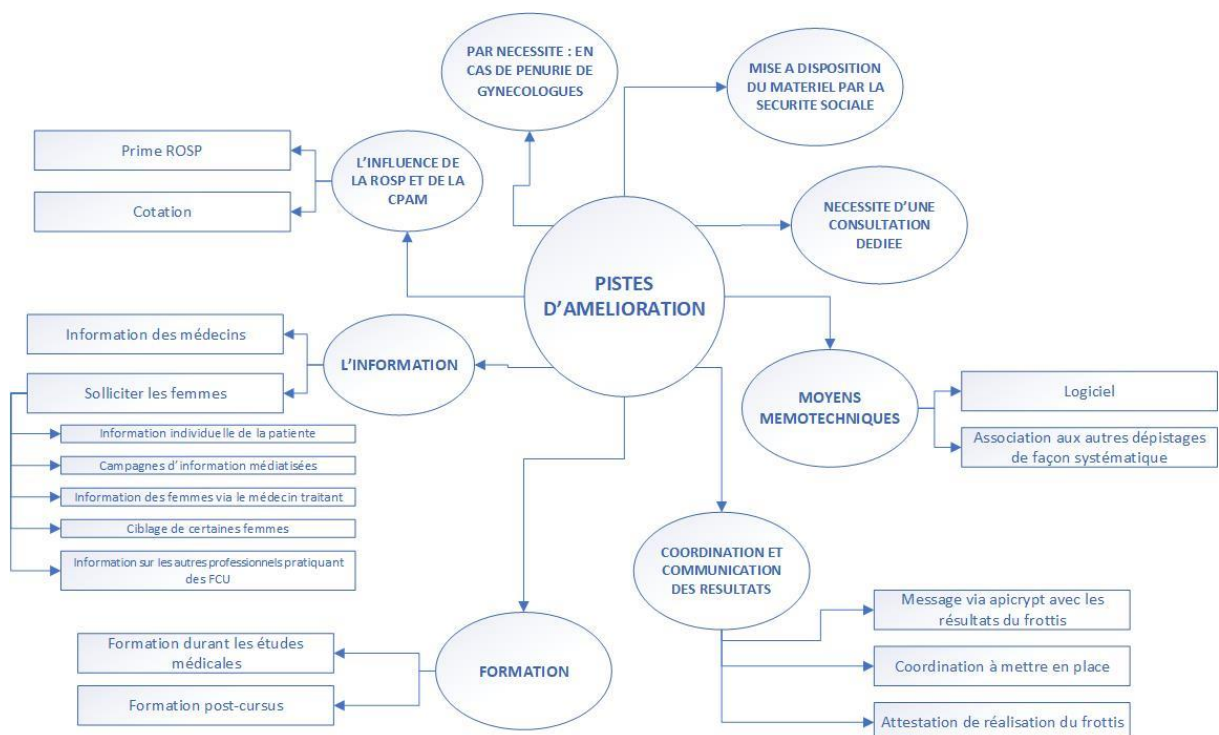 PAR NECESSITE : EN
CAS DE PENURIE DE
GYNECOLOGUES
MISE A DISPOSITION
DU MATERIEL PAR LA
SECURITE SOCIALE
Prime ROSP
Cotation
L'INFLUENCE DE
LA ROSP ET DE LA
CPAM
NECESSITE D'UNE
CONSULTATION
DEDIEE
PISTES
D'AMELIORATION
Information des médecins
Solliciter les femmes
L'INFORMATION
Information individuelle de la patiente
Campagnes d'information médiatisées
Information des femmes via le médecin traitant
Ciblage de certaines femmes
Information sur les autres professionnels pratiquant
des FCU
MOYENS
MEMOTECHNIQUES
Logiciel
Association aux autres dépistages
de façon systématique
COORDINATION ET
COMMUNICATION
DES RESULTATS
Message via apicrypt avec les
résultats du frottis
Coordination à mettre en place
Attestation de réalisation du frottis
FORMATION
Formation durant les études
médicales
Formation post-cursus